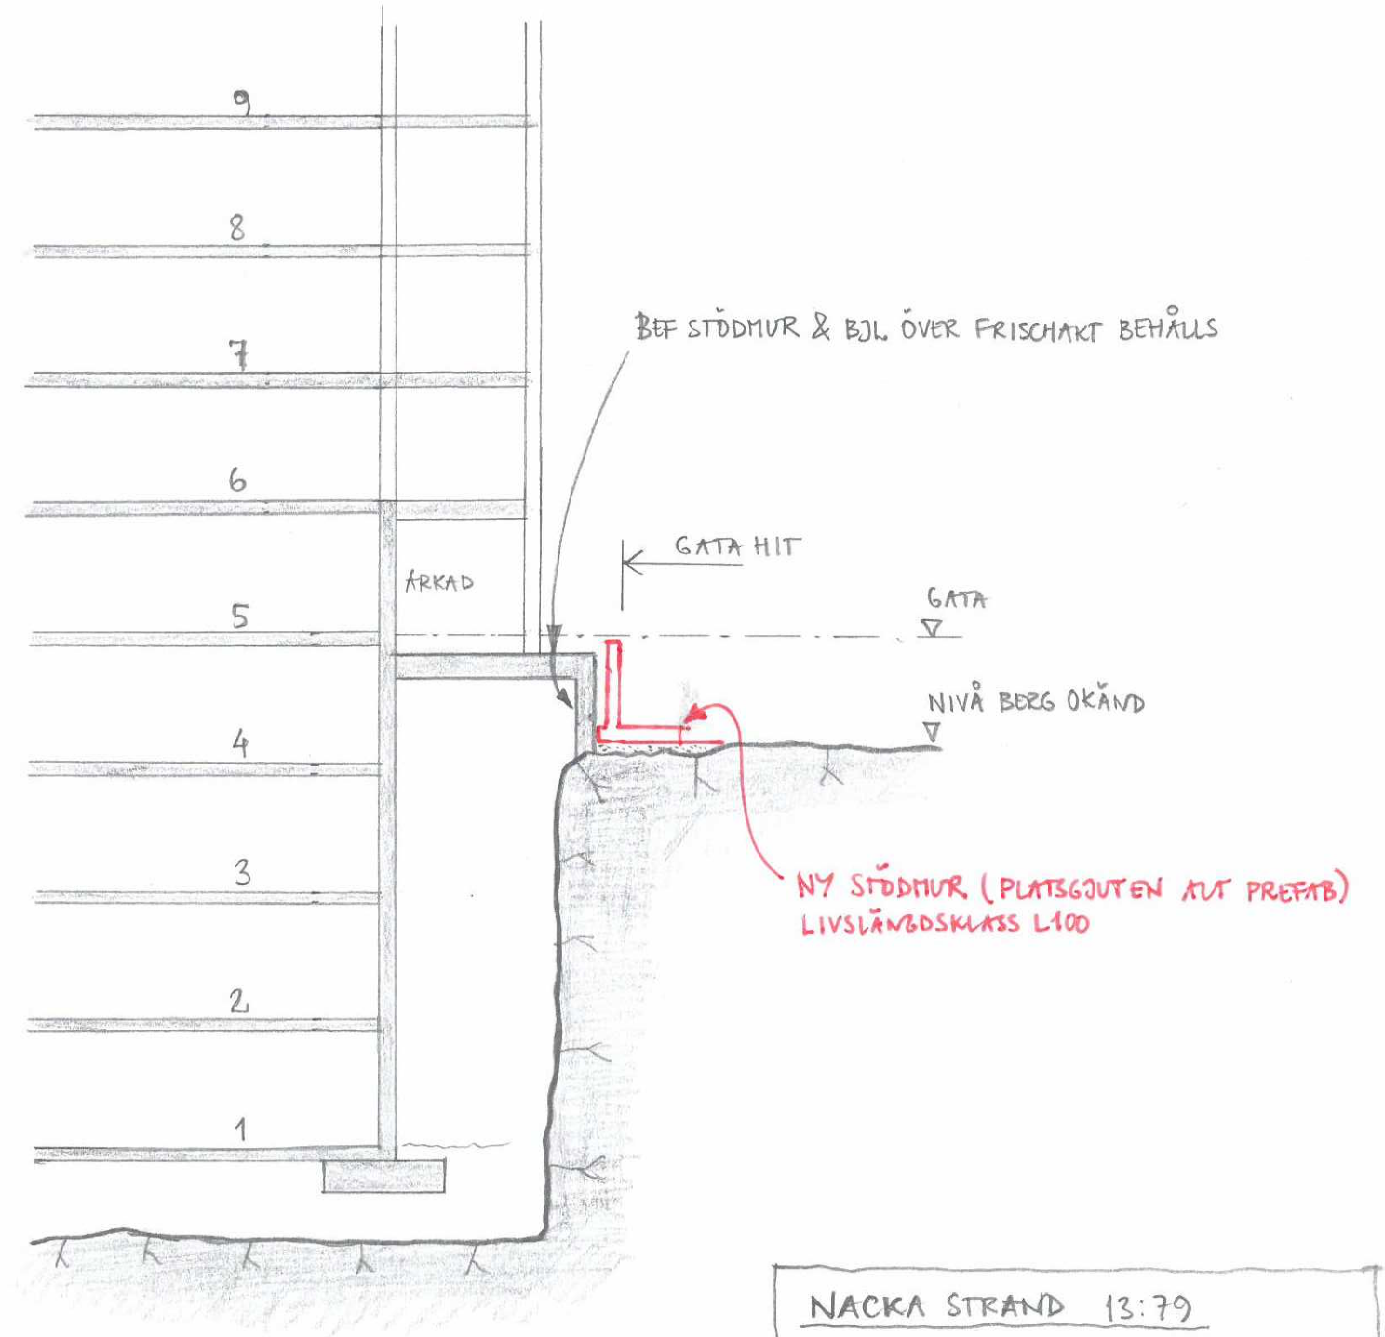 9
8
BEF STÖDMUR & BJL ÖVER FRISCHAKT BEHÅLLS
7
6
GATA HIT
ARKAD
GATA
5
NIVÅ BERG OKÄND
4
3
NY STÖDMUR (PLATSGJUTEN ALT PREFAB)
LIVSLÄNGDSKLASS L100
2
1
NACKA STRAND 13:79